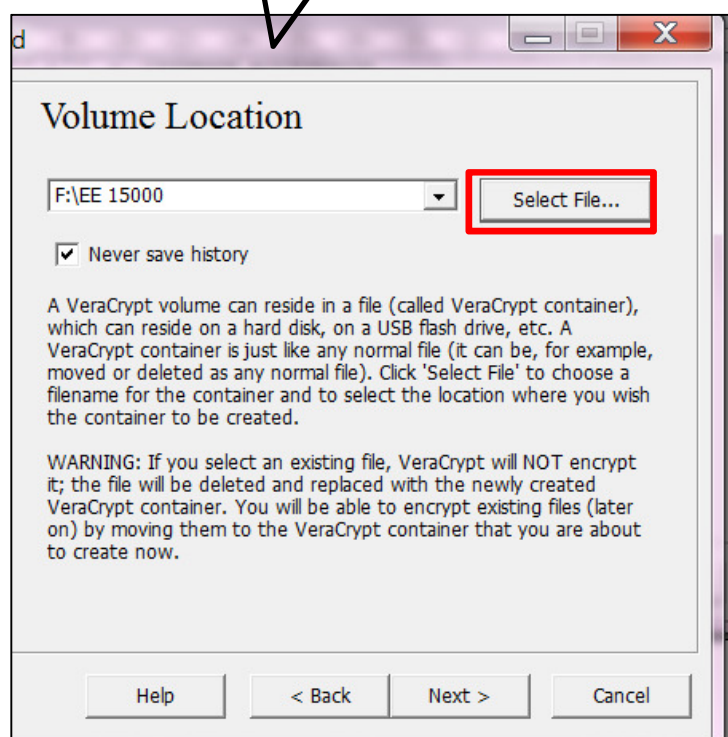 d
Volume Location
F:\EE 15000
Select File...
Never save history
A VeraCrypt volume can reside in a file (called VeraCrypt container),
which can reside on a hard disk, on a USB flash drive, etc. A
VeraCrypt container is just like any normal file (it can be, for example,
moved or deleted as any normal file). Click 'Select File' to choose a
filename for the container and to select the location where you wish
the container to be created.
WARNING: If you select an existing file, VeraCrypt will NOT encrypt
it; the file will be deleted and replaced with the newly created
VeraCrypt container. You will be able to encrypt existing files (later
on) by moving them to the VeraCrypt container that you are about
to create now.
Help
< Back
Next >
Cancel